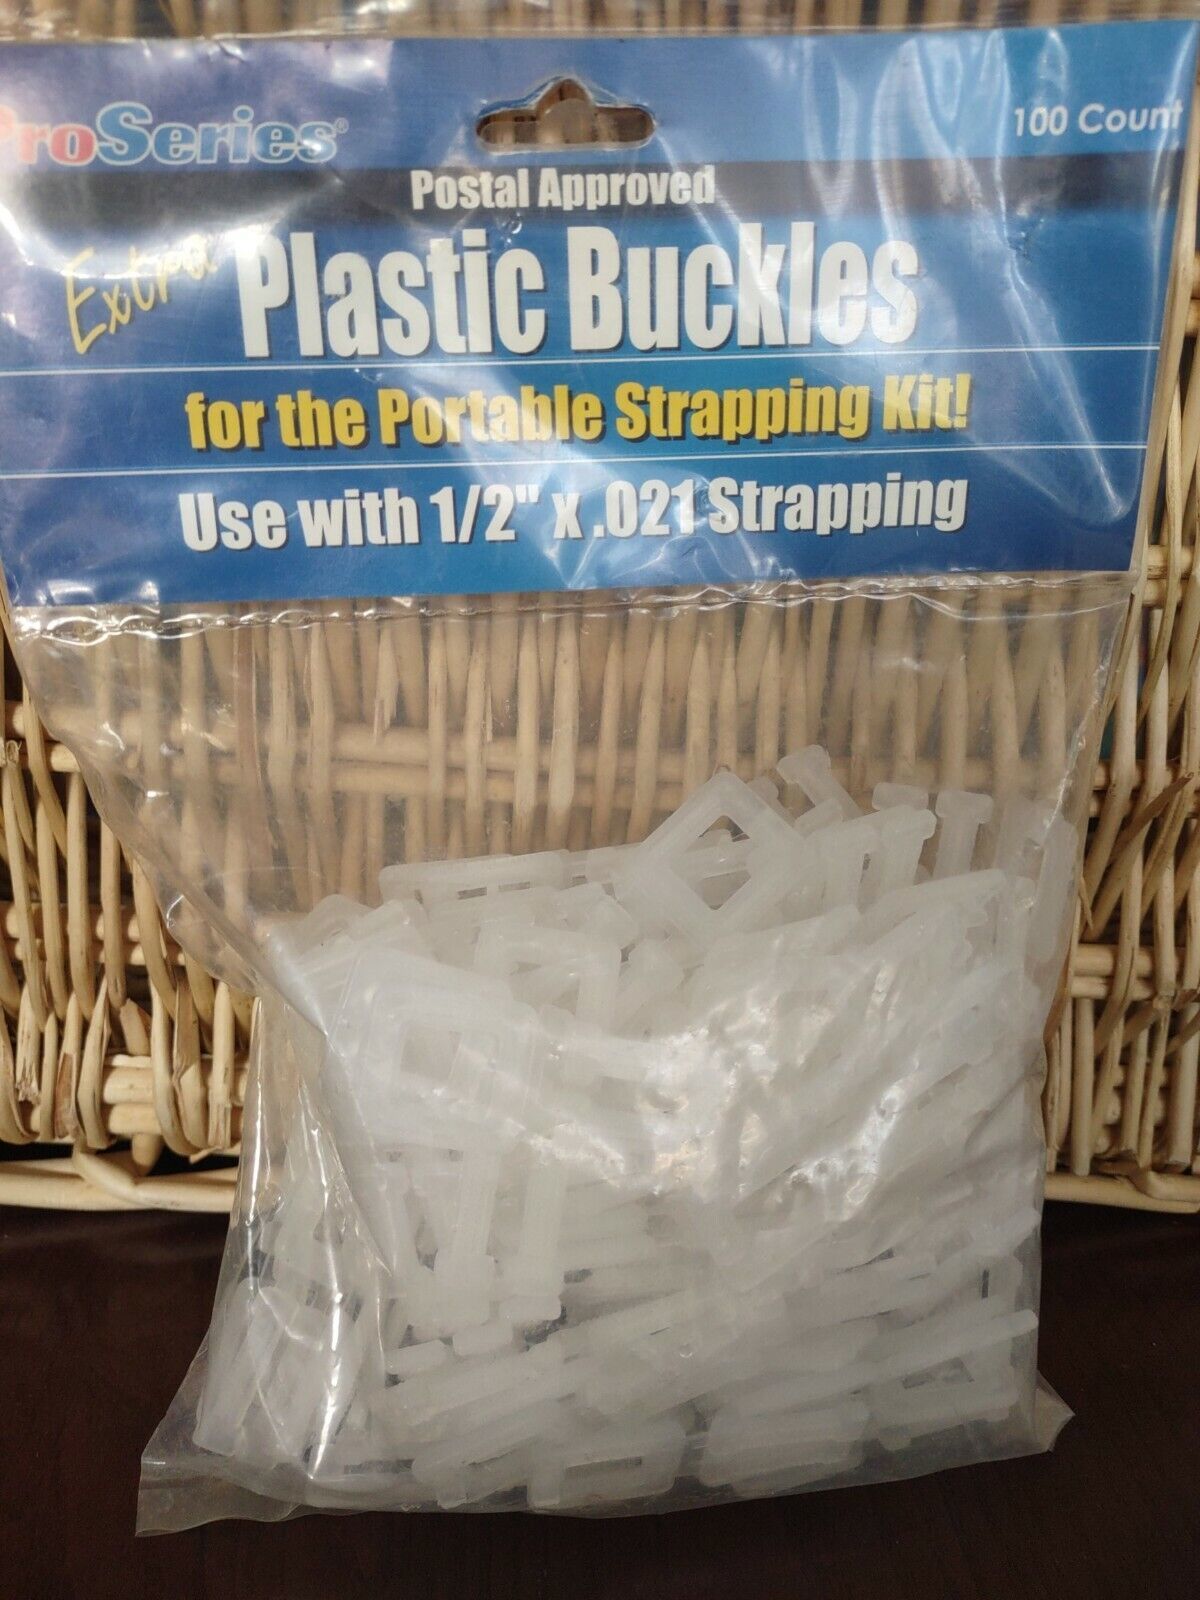 ProSeries®
100 Count
Postal Approved
Extra
Plastic Buckles
for the Portable Strapping Kit!
Use with 1/2" x .021 Strapping